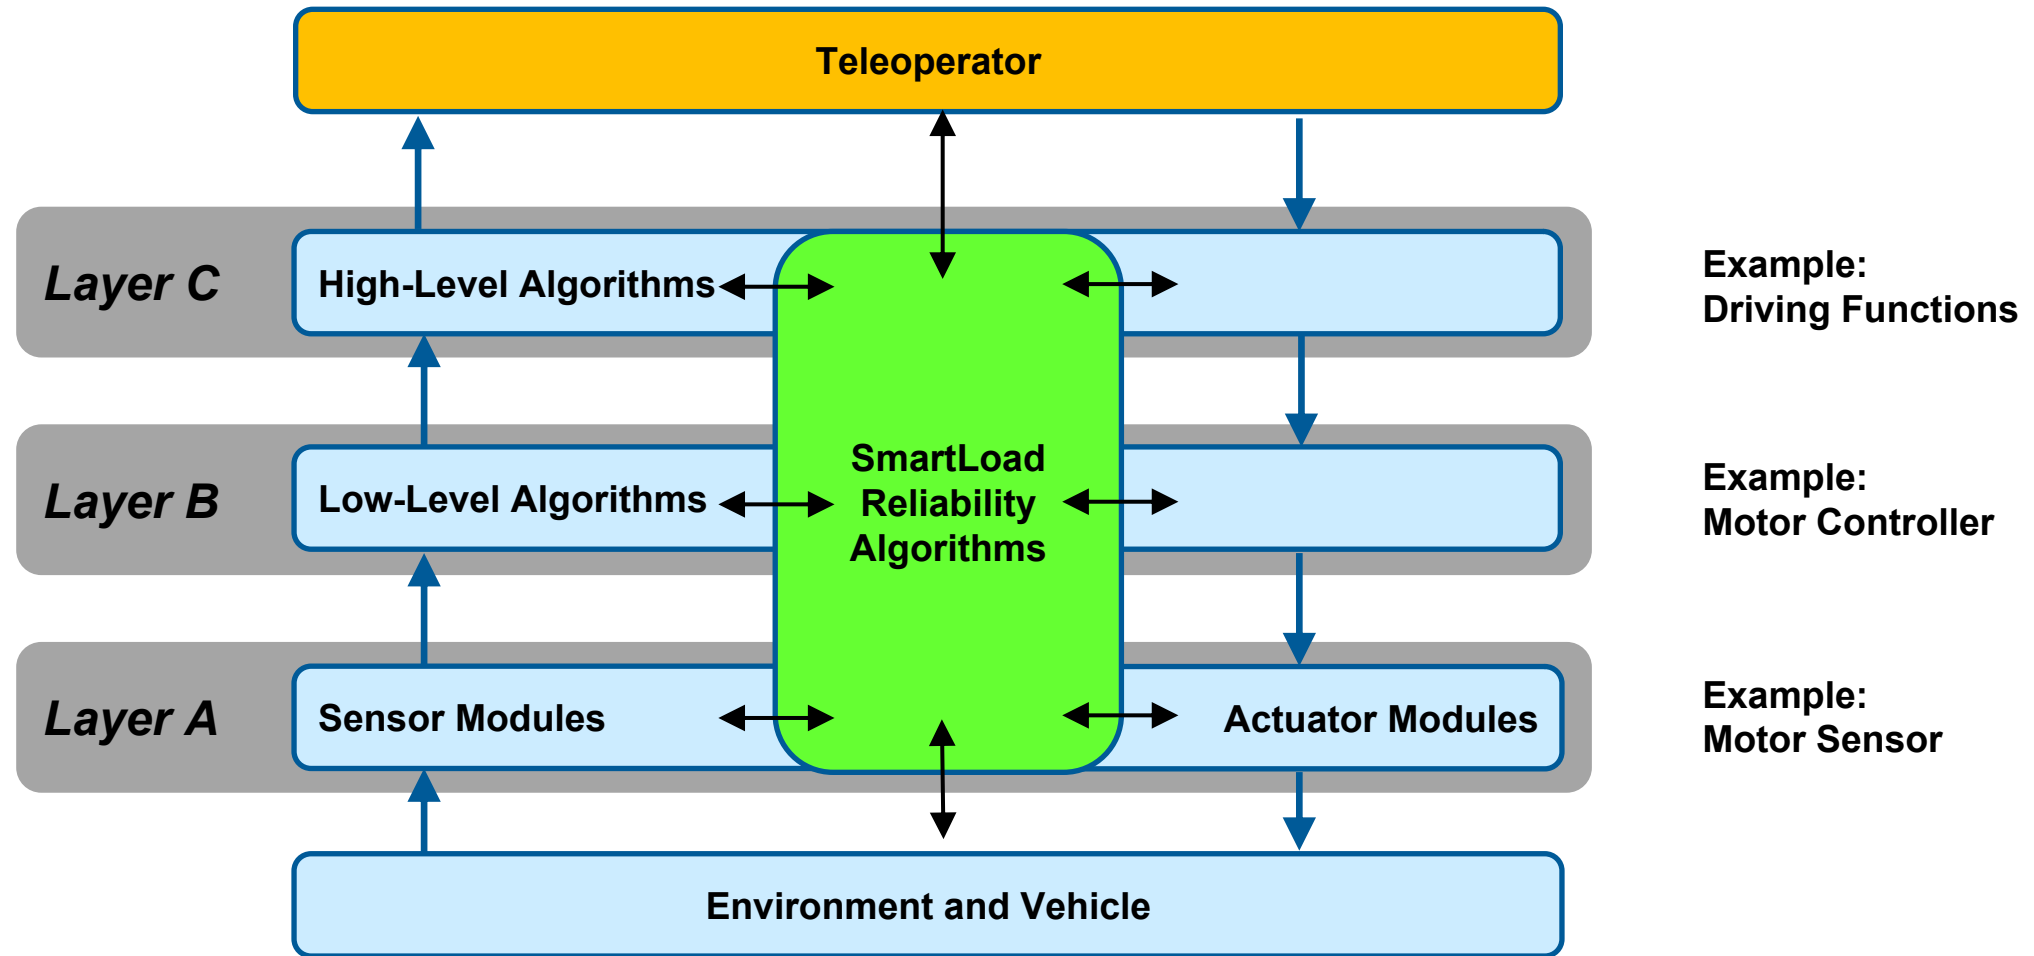 Teleoperator
Layer C
High-Level Algorithms
Example:
Driving Functions
Layer B
Low-Level Algorithms
SmartLoad
Reliability
Algorithms
Example:
Motor Controller
Layer A
Sensor Modules
Actuator Modules
Example:
Motor Sensor
Environment and Vehicle